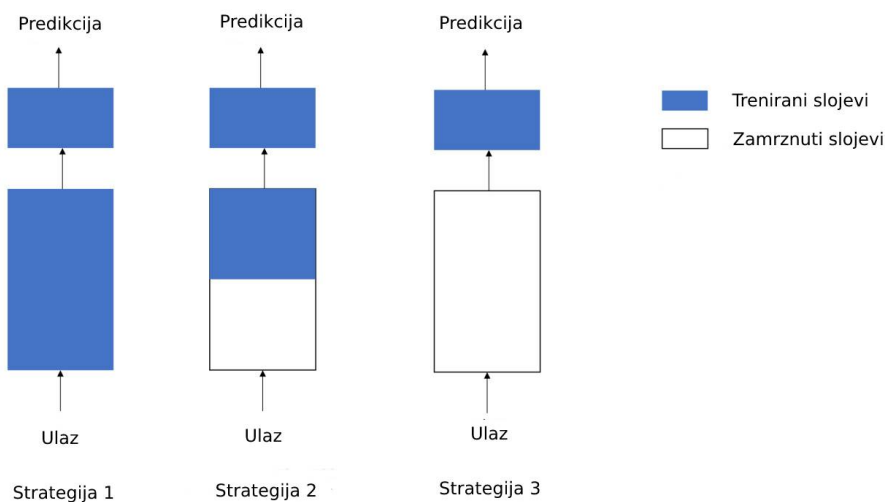 Predikcija
Predikcija
Predikcija
Trenirani slojevi
Zamrznuti slojevi
Ulaz
Ulaz
Ulaz
Strategija 1
Strategija 2
Strategija 3